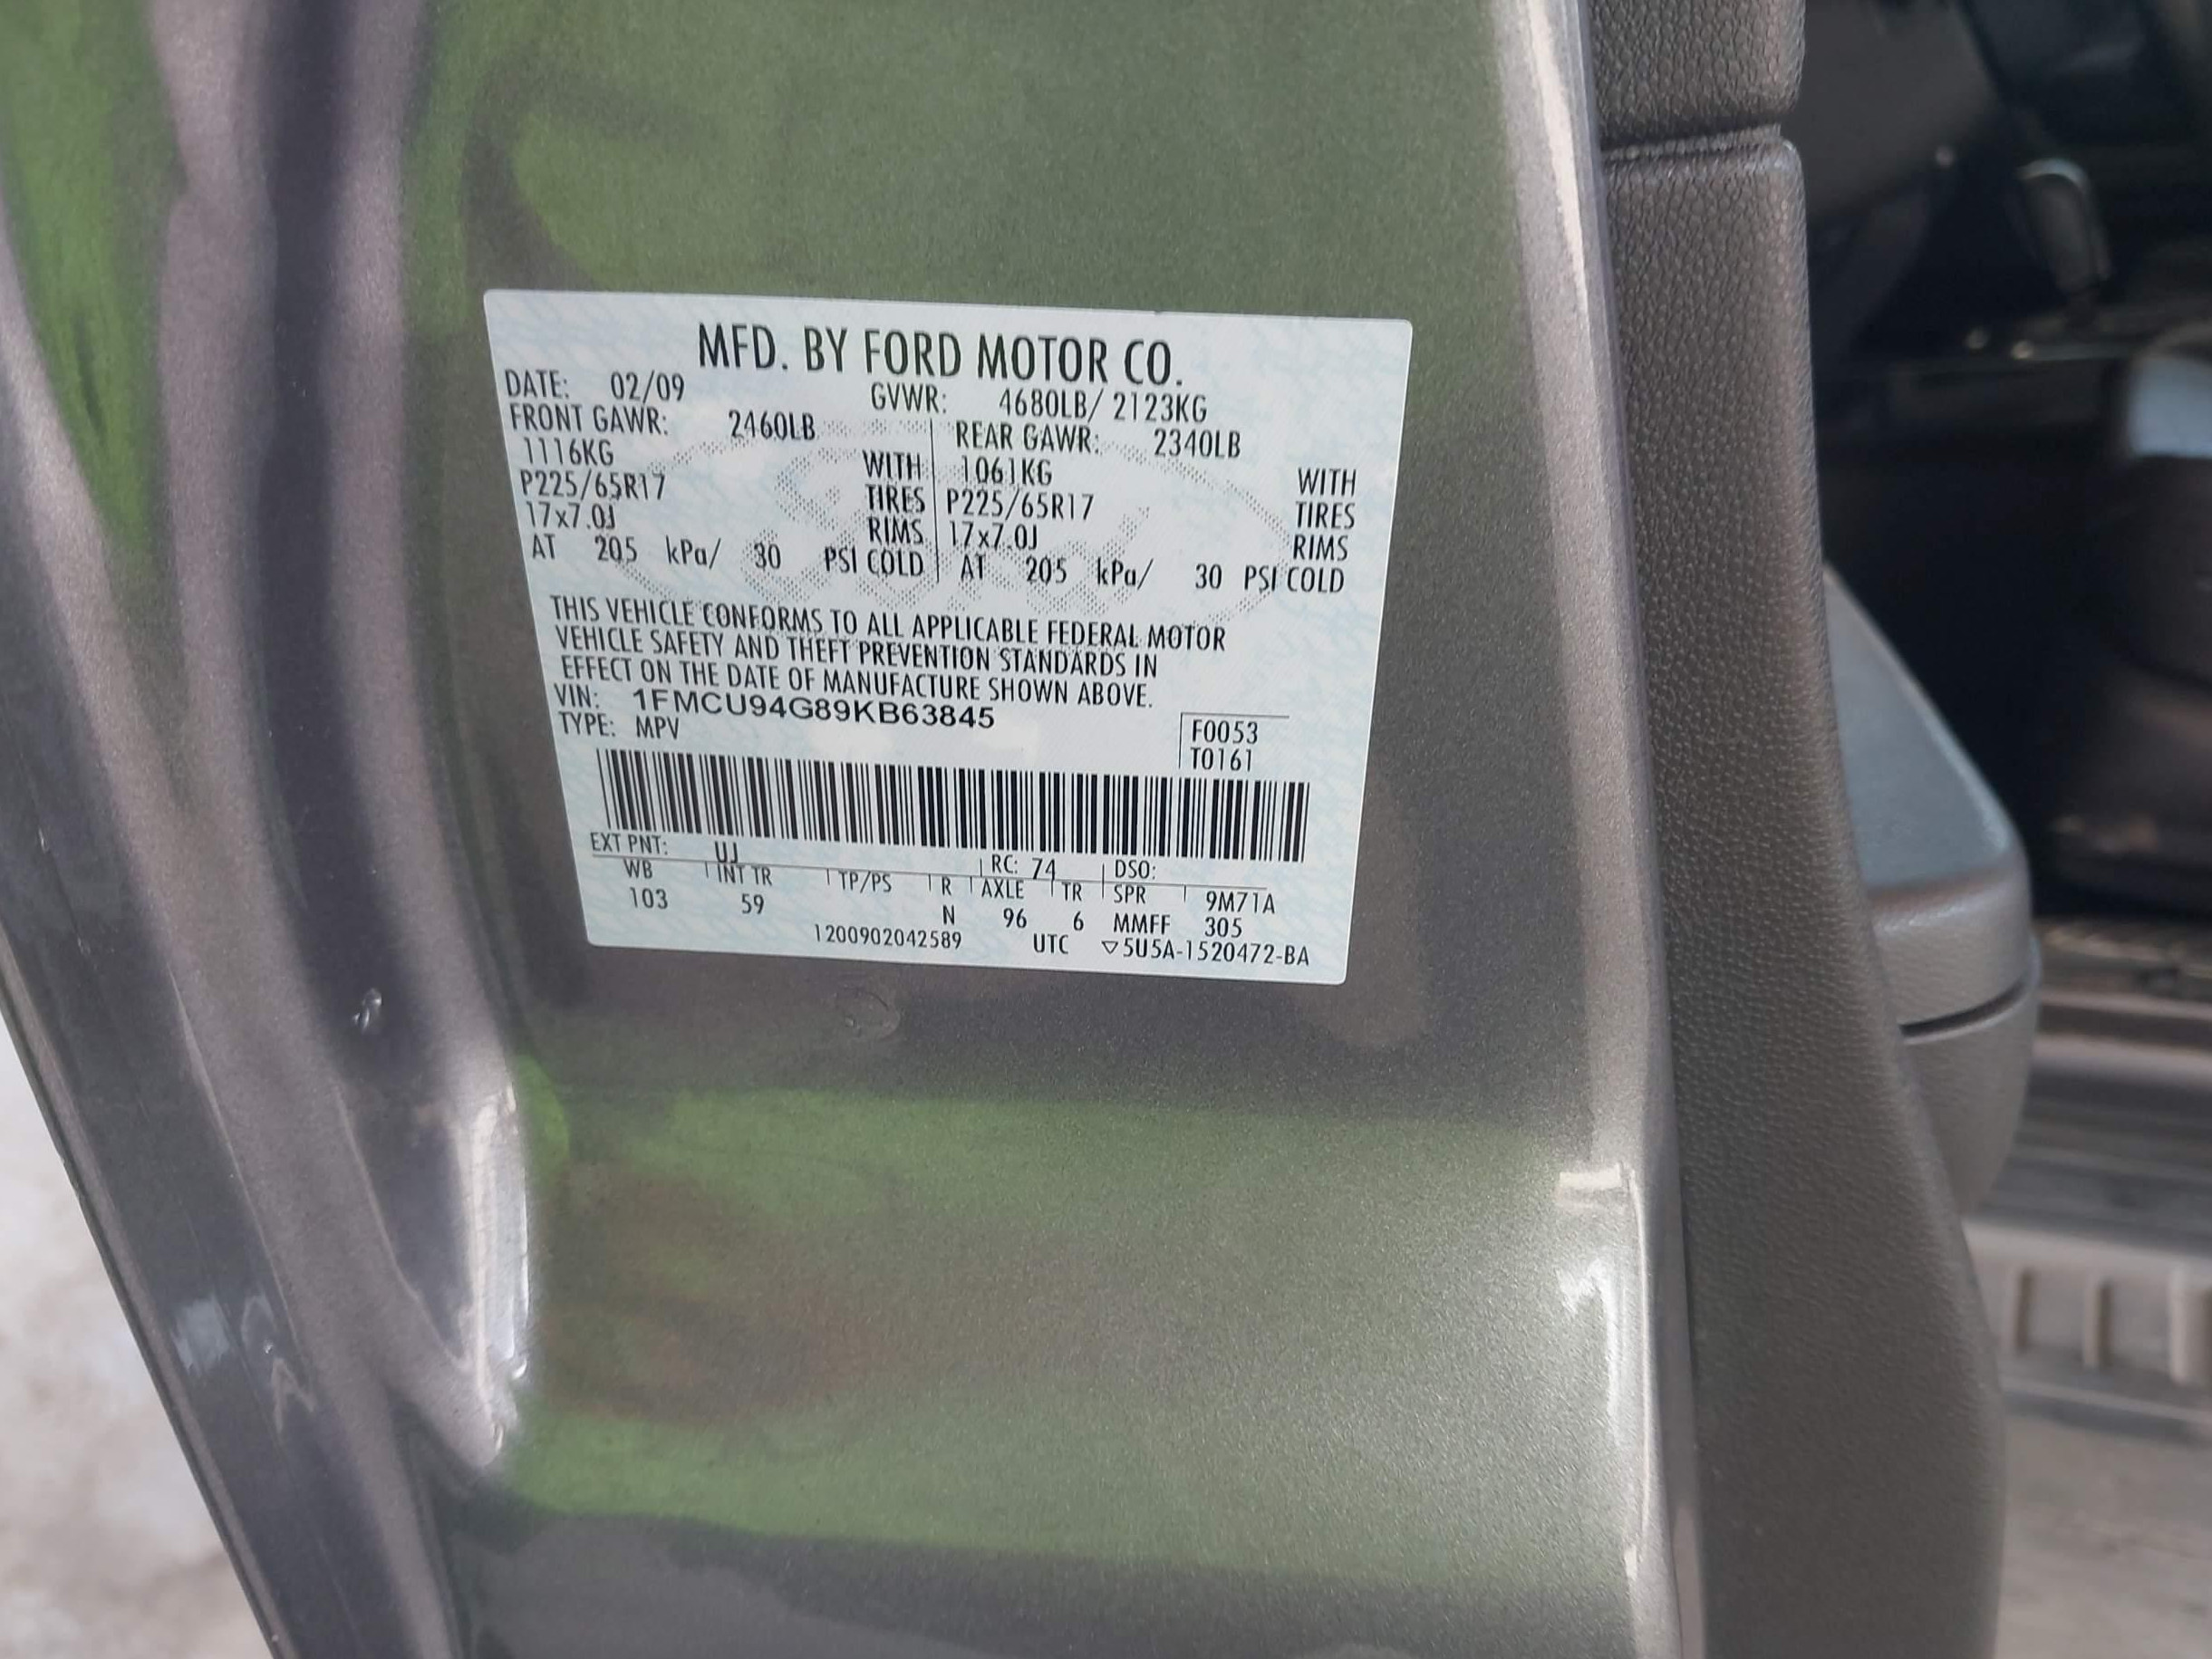 MFD. BY FORD MOTOR CO.
DATE: 02/09 GVWR: 4680LB/ 2123KG
FRONT GAWR: 2460LB REAR GAWR: 2340LB
1116KG WITH 1061KG WITH
P225/65R17 TIRES P225/65R17 TIRES
17x7.0J RIMS 17x7.0J RIMS
AT 205 kPa/ 30 PSI COLD AT 205 kPa/ 30 PSI COLD
THIS VEHICLE CONFORMS TO ALL APPLICABLE FEDERAL MOTOR
VEHICLE SAFETY AND THEFT PREVENTION STANDARDS IN
EFFECT ON THE DATE OF MANUFACTURE SHOWN ABOVE.
VIN: 1FMCU94G89KB63845
TYPE: MPV F0053
T0161
EXT PNT: UJ RC: 74 DSO:
WB INT TR TP/PS R AXLE TR SPR 9M71A
103 59 N 96 6 MMFF 305
1200902042589 UTC ▽5U5A-1520472-BA